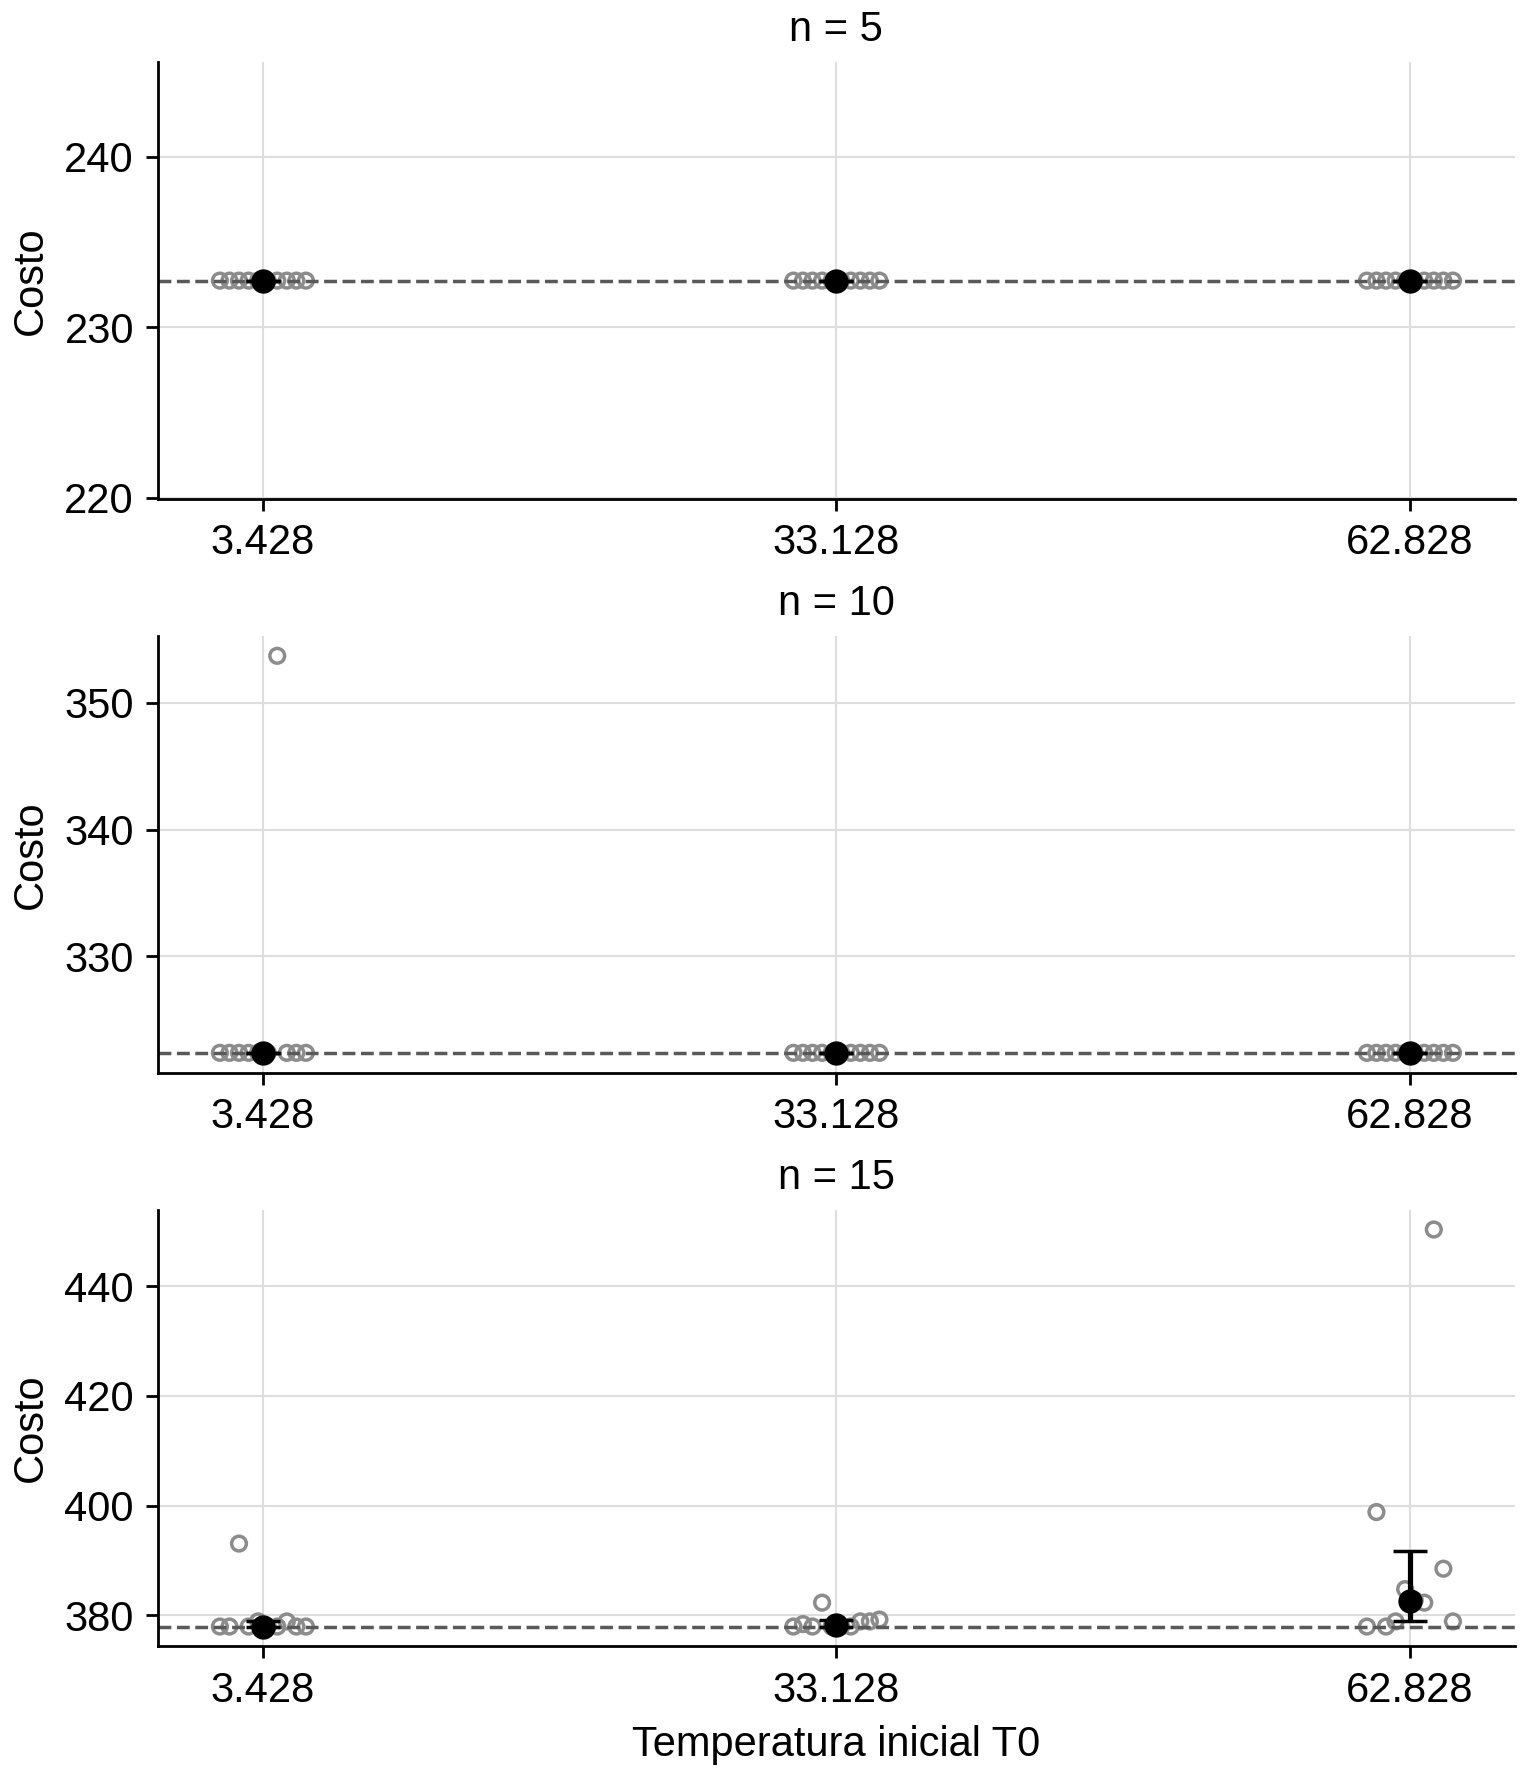 n = 5
Costo
240
230
220
3.428 33.128 62.828
n = 10
Costo
350
340
330
3.428 33.128 62.828
n = 15
Costo
440
420
400
380
3.428 33.128 62.828
Temperatura inicial T0